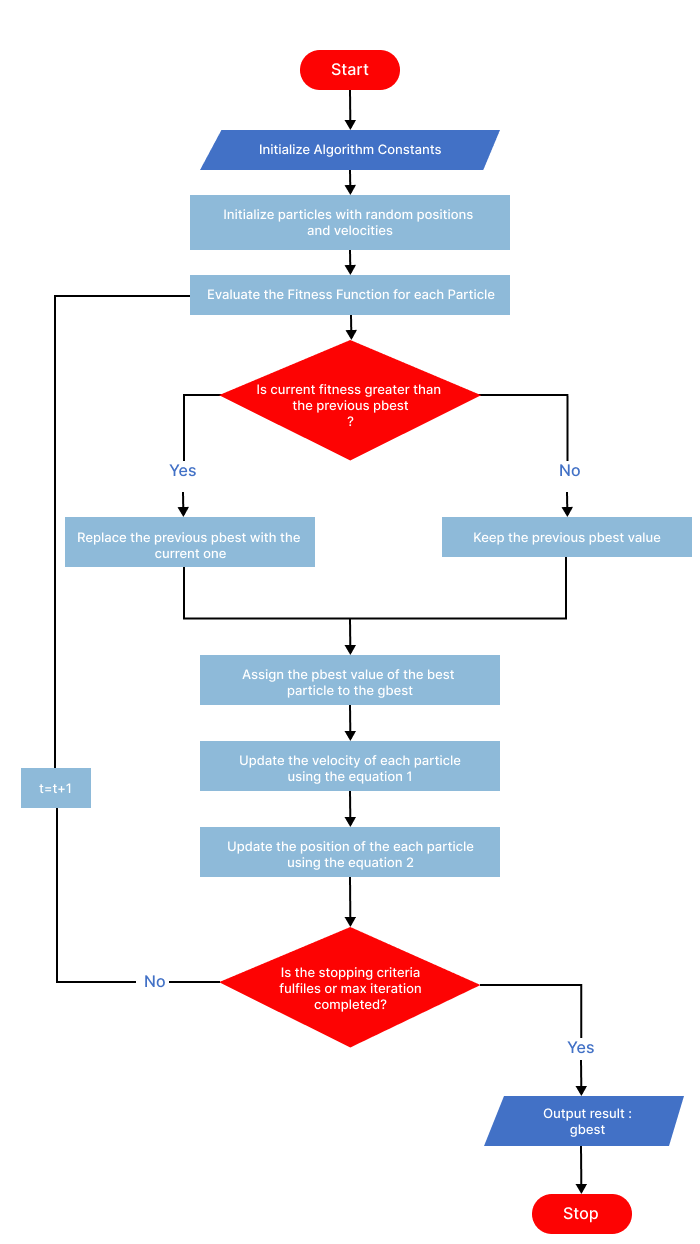 Start
Initialize Algorithm Constants
Initialize particles with random positions
and velocities
Evaluate the Fitness Function for each Particle
Is current fitness greater than
the previous pbest
?
Yes
No
Replace the previous pbest with the
current one
Keep the previous pbest value
Assign the pbest value of the best
particle to the gbest
Update the velocity of each particle
using the equation 1
t=t+1
Update the position of the each particle
using the equation 2
Is the stopping criteria
fulfiles or max iteration
completed?
No
Yes
Output result :
gbest
Stop